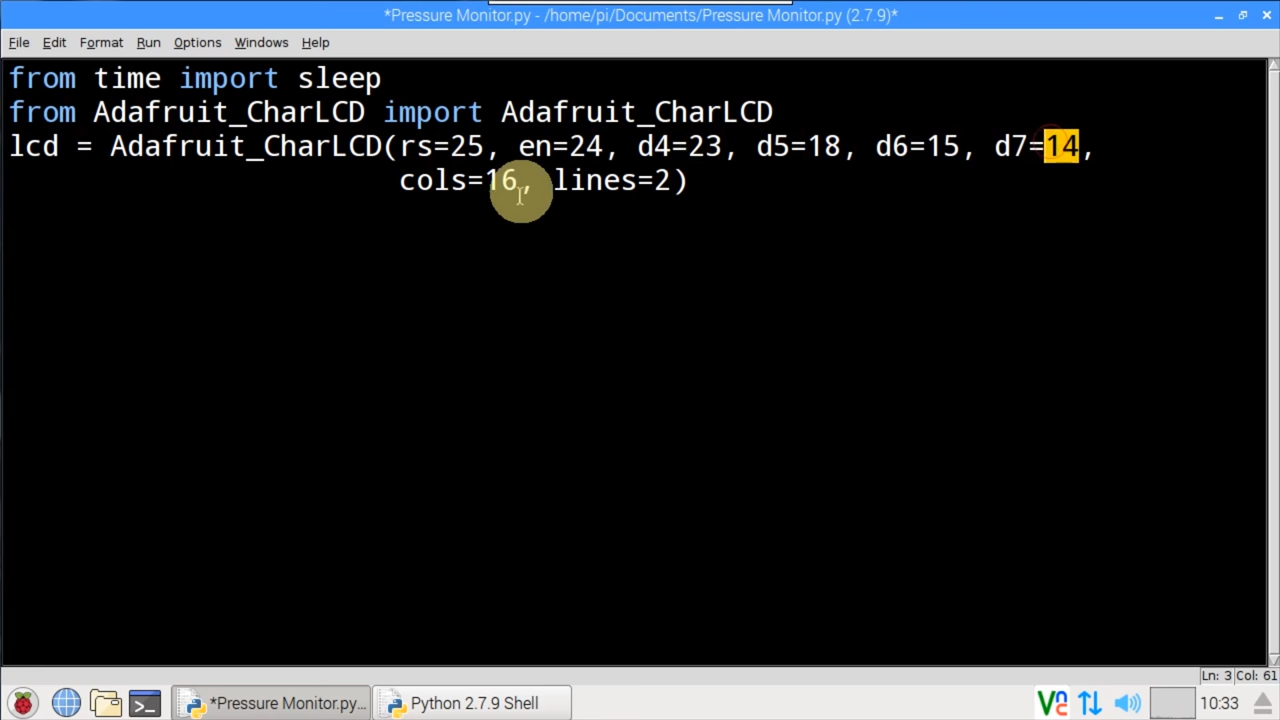 *Pressure Monitor.py - /home/pi/Documents/Pressure Monitor.py (2.7.9)*
File Edit Format Run Options Windows Help
from time import sleep
from Adafruit_CharLCD import Adafruit_CharLCD
lcd = Adafruit_CharLCD(rs=25, en=24, d4=23, d5=18, d6=15, d7=14,
cols=16, lines=2)
Ln: 3 Col: 61
*Pressure Monitor.py... Python 2.7.9 Shell 10:33